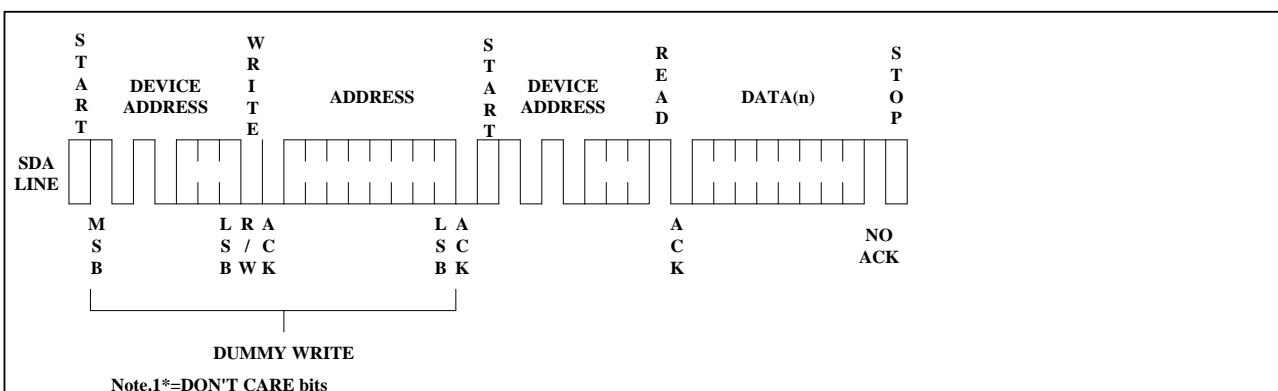 START
DEVICE
ADDRESS
WRITE
ADDRESS
START
DEVICE
ADDRESS
READ
DATA(n)
STOP
SDA
LINE
MSB
LSB
R/W
ACK
LSB
ACK
ACK
NO
ACK
DUMMY WRITE
Note.1*=DON'T CARE bits